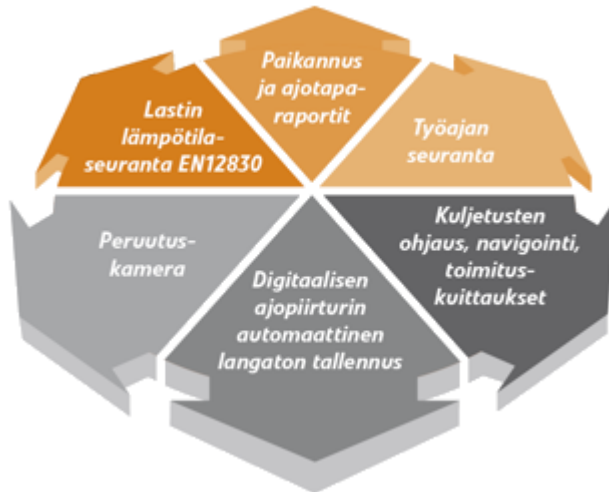 Paikannus
ja ajotapa-
raportit
Lastin
lämpötila-
seuranta EN12830
Työajan
seuranta
Peruutus-
kamera
Kuljetusten
ohjaus, navigointi,
toimitus-
kuittaukset
Digitaalisen
ajopiirturin
automaattinen
langaton tallennus